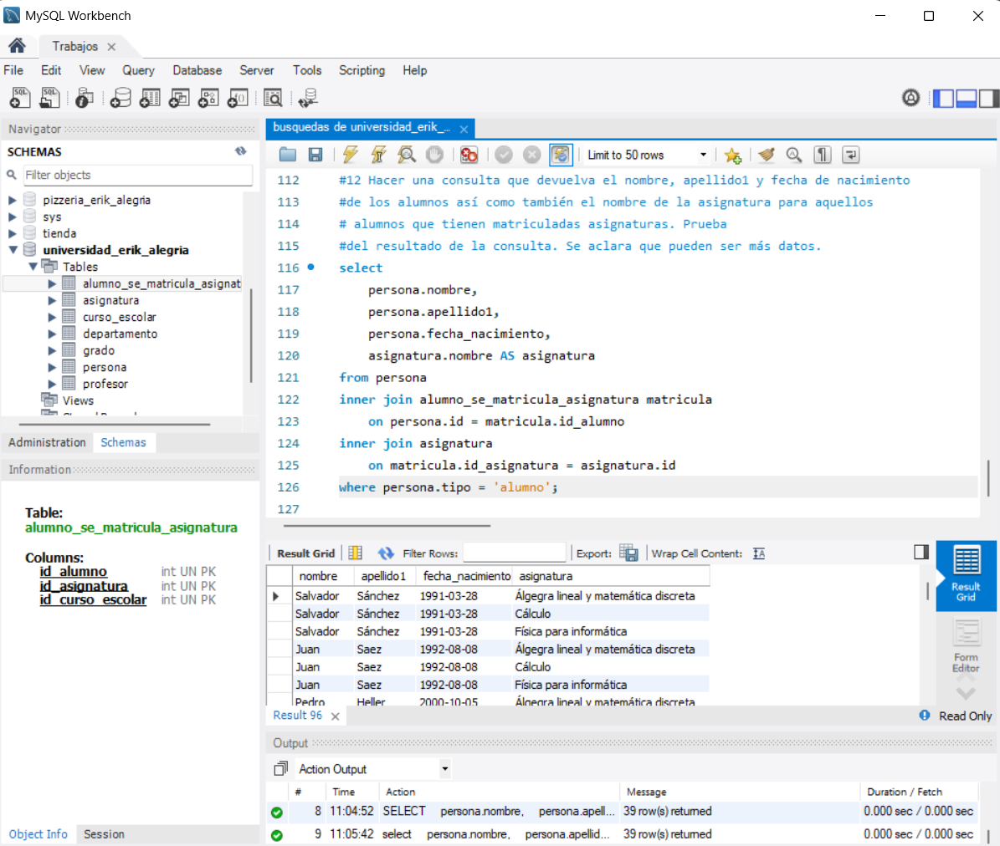 MySQL Workbench
Trabajos
File Edit View Query Database Server Tools Scripting Help
Navigator
SCHEMAS
Filter objects
pizzeria_erik_alegria
sys
tienda
universidad_erik_alegria
Tables
alumno_se_matricula_asignat
asignatura
curso_escolar
departamento
grado
persona
profesor
Views
Administration Schemas
Information
Table:
alumno_se_matricula_asignatura
Columns:
id_alumno int UN PK
id_asignatura int UN PK
id_curso_escolar int UN PK
Object Info Session
busquedas de universidad_erik_...
Limit to 50 rows
112 #12 Hacer una consulta que devuelva el nombre, apellido1 y fecha de nacimiento
113 #de los alumnos así como también el nombre de la asignatura para aquellos
114 # alumnos que tienen matriculadas asignaturas. Prueba
115 #del resultado de la consulta. Se aclara que pueden ser más datos.
116 select
117 persona.nombre,
118 persona.apellido1,
119 persona.fecha_nacimiento,
120 asignatura.nombre AS asignatura
121 from persona
122 inner join alumno_se_matricula_asignatura matricula
123 on persona.id = matricula.id_alumno
124 inner join asignatura
125 on matricula.id_asignatura = asignatura.id
126 where persona.tipo = 'alumno';
127
Result Grid Filter Rows: Export: Wrap Cell Content:
nombre apellido1 fecha_nacimiento asignatura
Salvador Sánchez 1991-03-28 Álgegra lineal y matemática discreta
Salvador Sánchez 1991-03-28 Cálculo
Salvador Sánchez 1991-03-28 Física para informática
Juan Saez 1992-08-08 Álgegra lineal y matemática discreta
Juan Saez 1992-08-08 Cálculo
Juan Saez 1992-08-08 Física para informática
Pedro Heller 2000-10-05 Álgegra lineal y matemática discreta
Result Grid
Form Editor
Result 96
Read Only
Output
Action Output
# Time Action Message Duration / Fetch
8 11:04:52 SELECT persona.nombre, persona.apell... 39 row(s) returned 0.000 sec / 0.000 sec
9 11:05:42 select persona.nombre, persona.apellid... 39 row(s) returned 0.000 sec / 0.000 sec